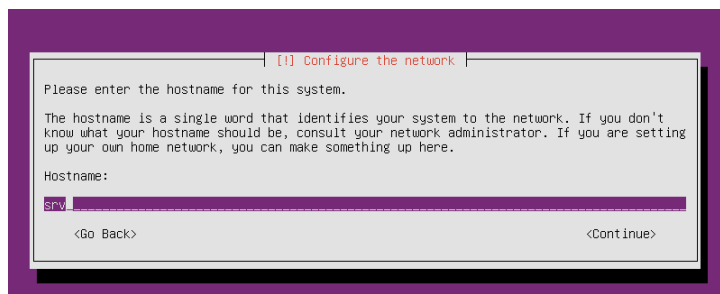 [!] Configure the network
Please enter the hostname for this system.
The hostname is a single word that identifies your system to the network. If you don't
know what your hostname should be, consult your network administrator. If you are setting
up your own home network, you can make something up here.
Hostname:
srv
<Go Back> <Continue>